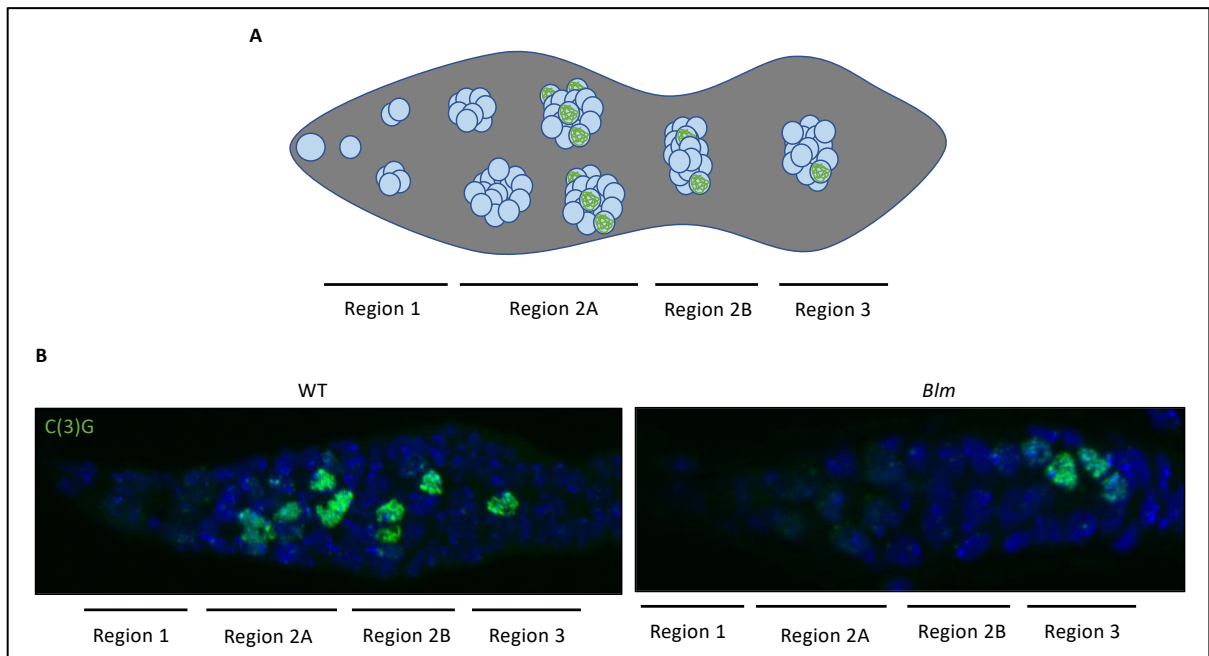 A
Region 1
Region 2A
Region 2B
Region 3
B
WT
Blm
C(3)G
Region 1
Region 2A
Region 2B
Region 3
Region 1
Region 2A
Region 2B
Region 3